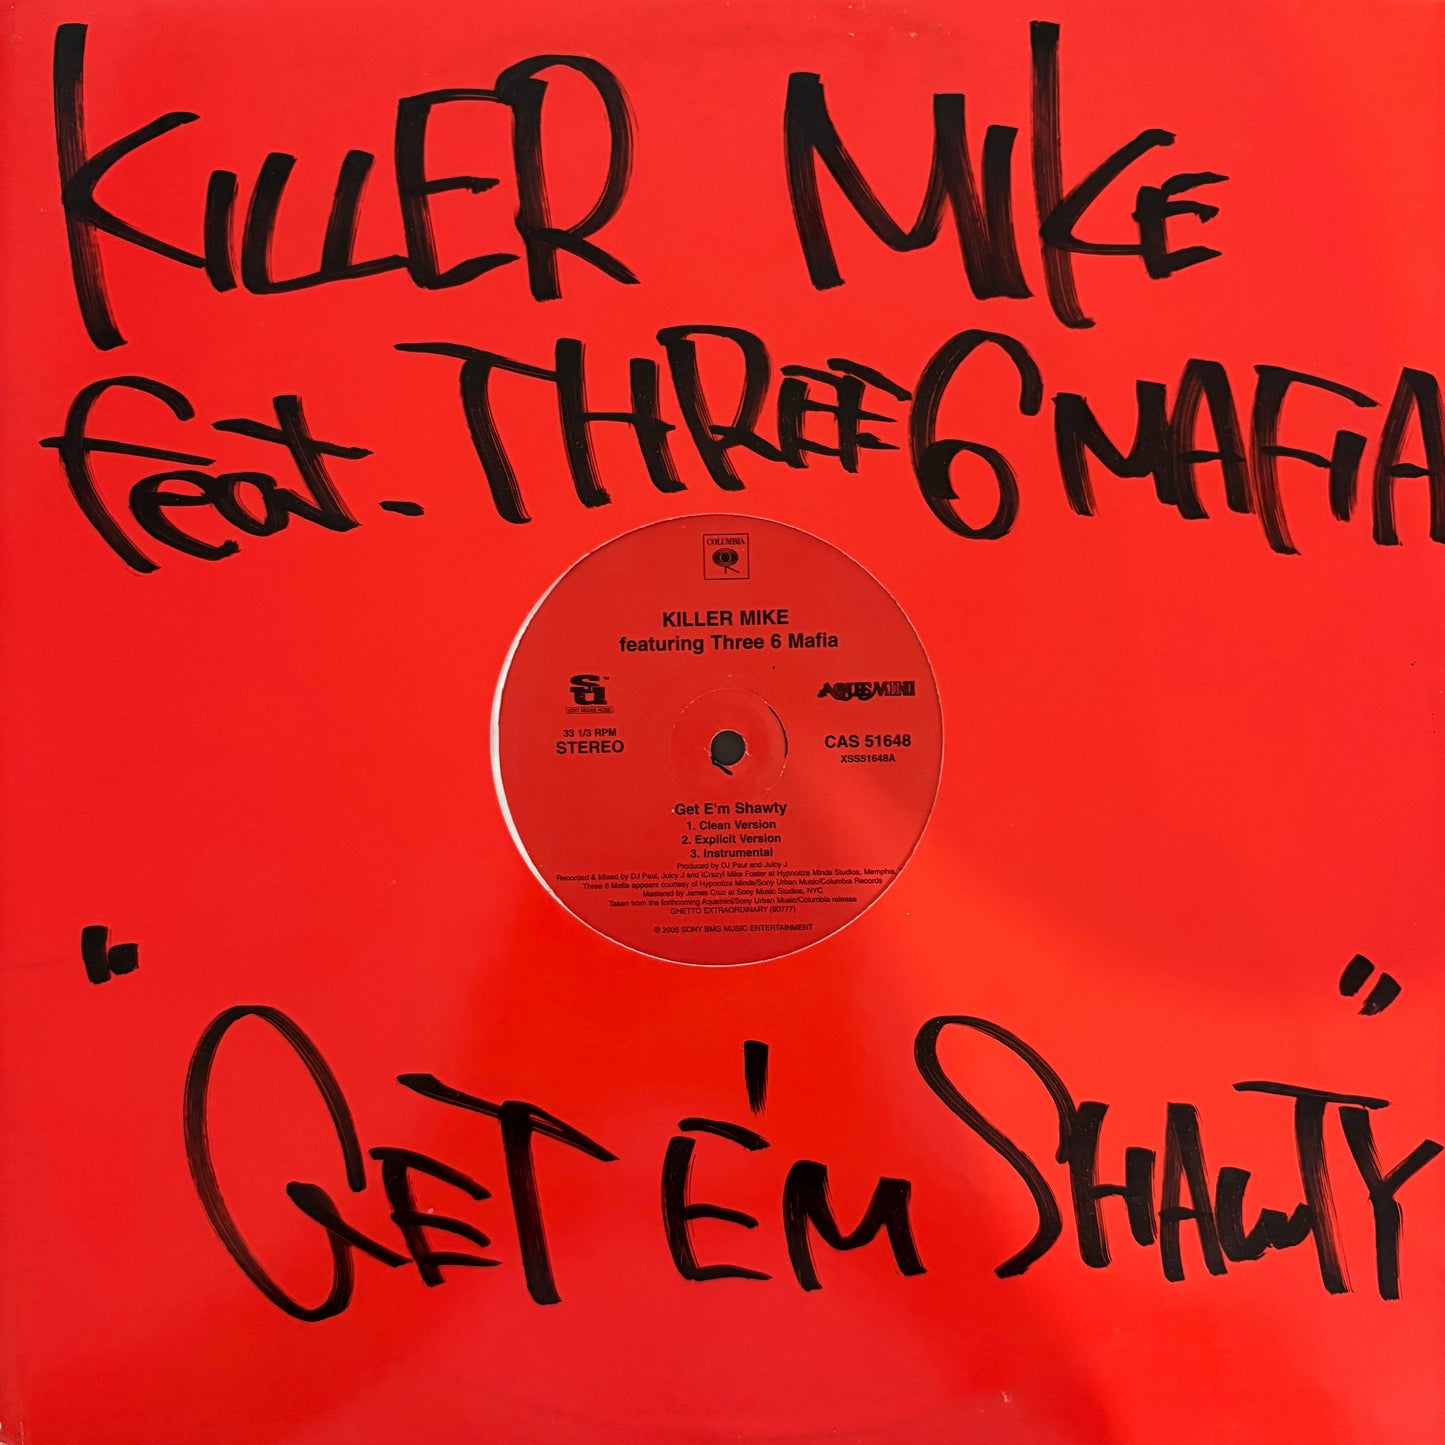 KILLER MIKE
feat. THREE 6 MAFIA
COLUMBIA
KILLER MIKE
featuring Three 6 Mafia
su™
SONY URBAN MUSIC
AQUEMINI
33 1/3 RPM
STEREO
CAS 51648
XSS51648A
Get E'm Shawty
1. Clean Version
2. Explicit Version
3. Instrumental
Produced by DJ Paul and Juicy J
Recorded & Mixed by DJ Paul, Juicy J and (Crazy) Mike Foster at Hypnotize Minds Studios, Memphis,
Three 6 Mafia appears courtesy of Hypnotize Minds/Sony Urban Music/Columbia Records
Mastered by James Cruz at Sony Music Studios, NYC
Taken from the forthcoming Aquemini/Sony Urban Music/Columbia release
GHETTO EXTRAORDINARY (90777)
℗ 2005 SONY BMG MUSIC ENTERTAINMENT
"GET E'M SHAWTY"